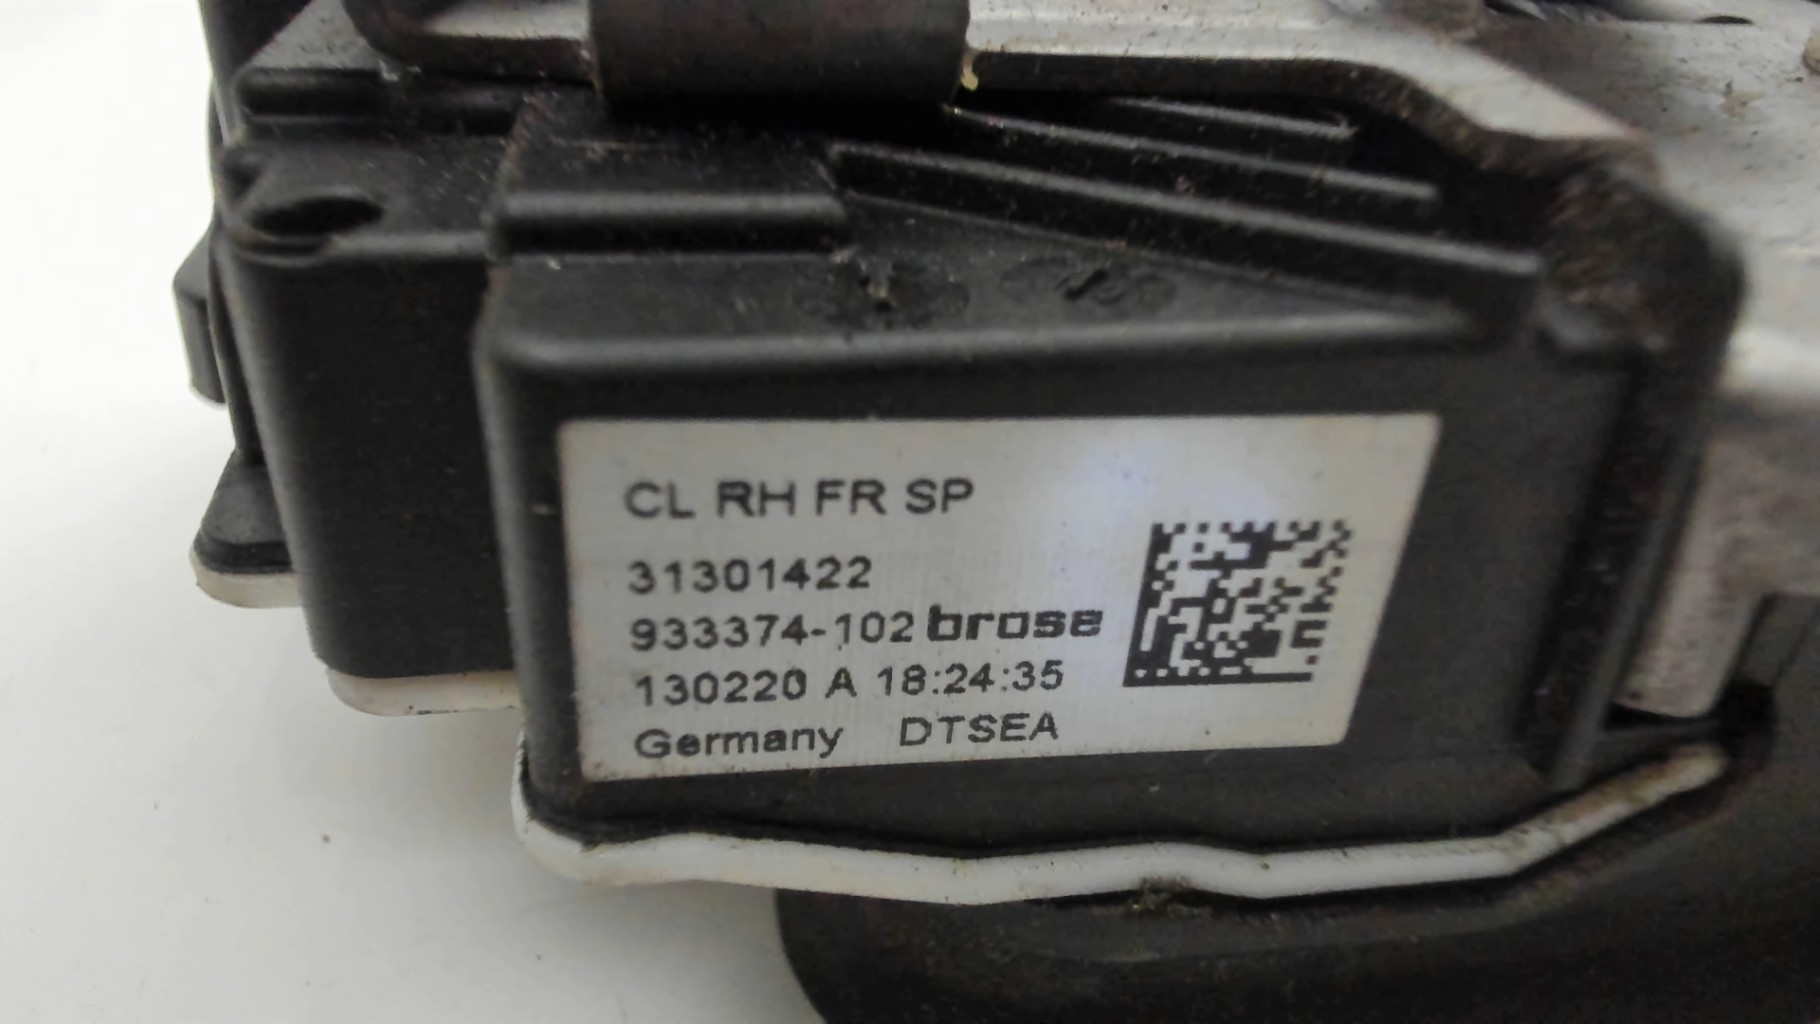 CL RH FR SP
31301422
933374-102 brose
130220 A 18:24:35
Germany DTSEA